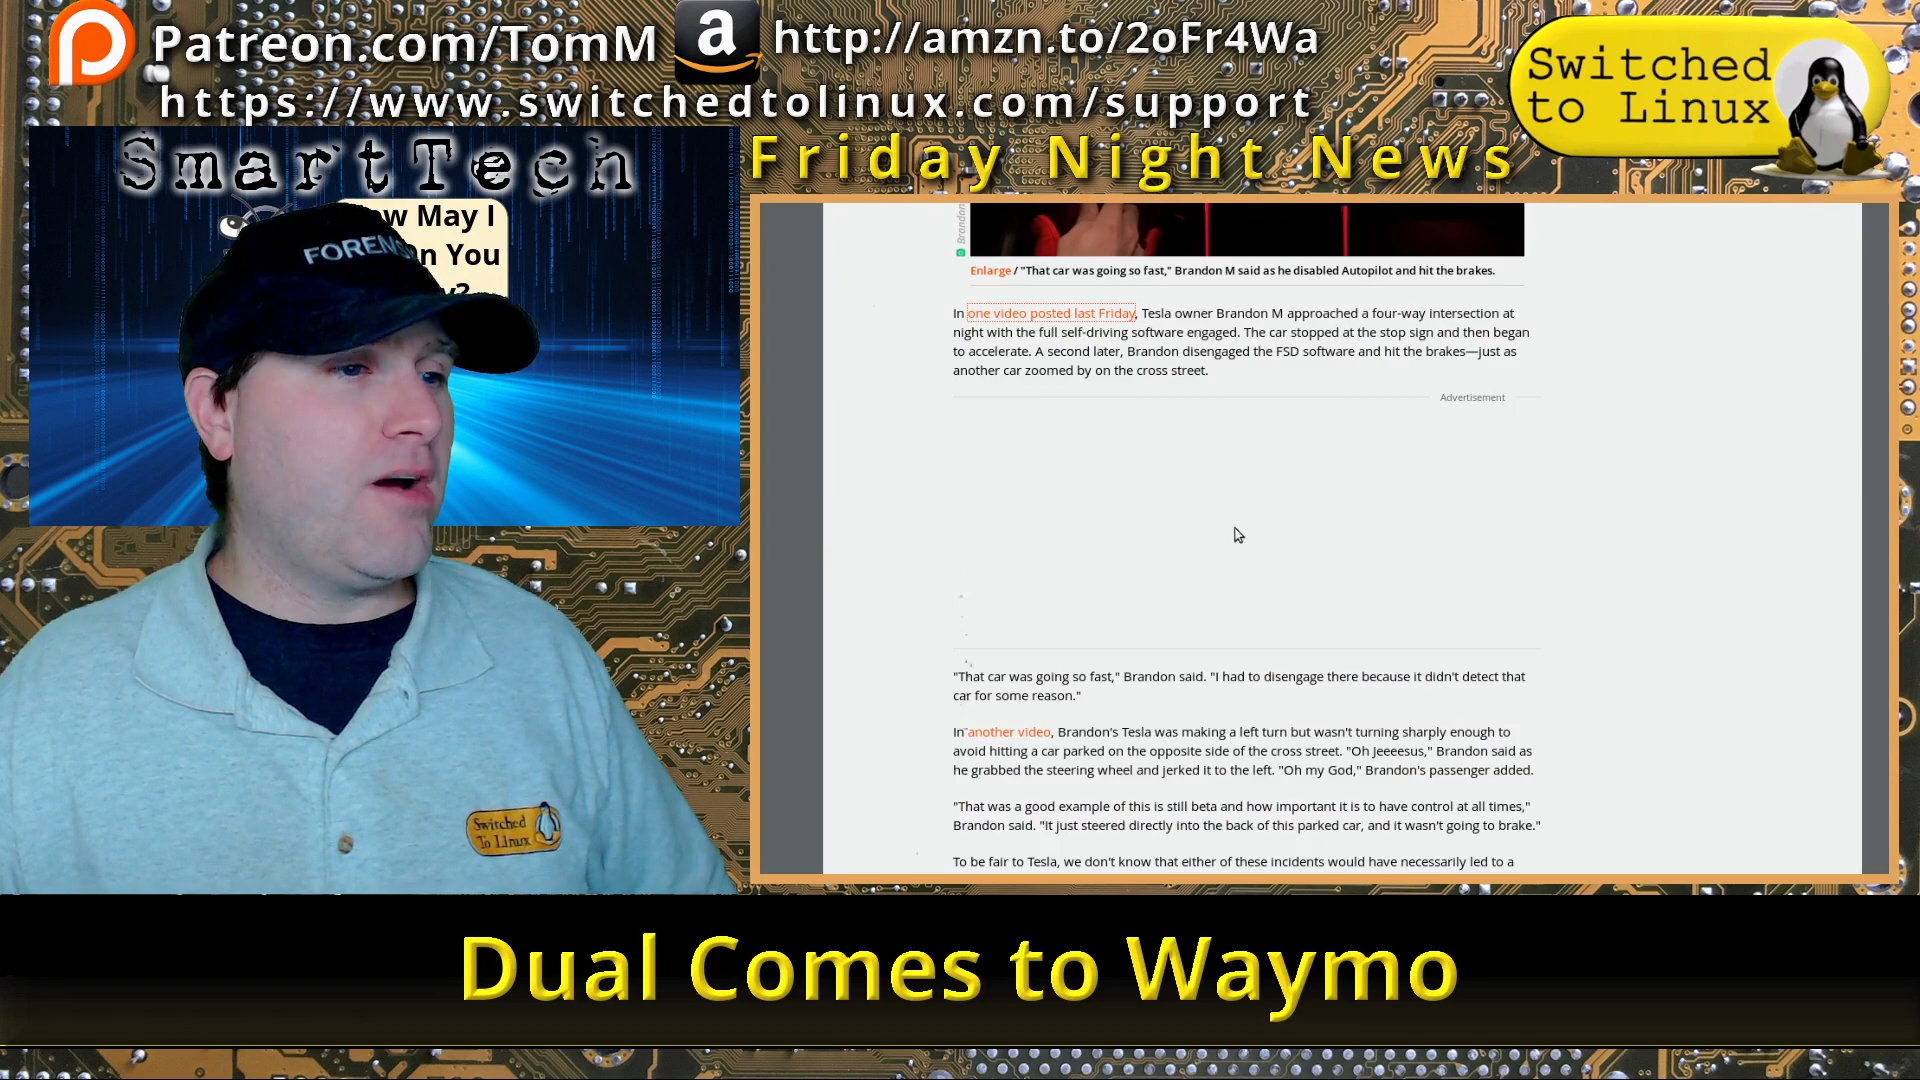 Patreon.com/TomM
a
http://amzn.to/2oFr4Wa
https://www.switchedtolinux.com/support
Switched
to Linux
SmartTech
Friday Night News
May I
You
FORENS
Brandon
Enlarge / "That car was going so fast," Brandon M said as he disabled Autopilot and hit the brakes.
In one video posted last Friday, Tesla owner Brandon M approached a four-way intersection at
night with the full self-driving software engaged. The car stopped at the stop sign and then began
to accelerate. A second later, Brandon disengaged the FSD software and hit the brakes—just as
another car zoomed by on the cross street.
Advertisement
"That car was going so fast," Brandon said. "I had to disengage there because it didn't detect that
car for some reason."
In another video, Brandon's Tesla was making a left turn but wasn't turning sharply enough to
avoid hitting a car parked on the opposite side of the cross street. "Oh Jeeeesus," Brandon said as
he grabbed the steering wheel and jerked it to the left. "Oh my God," Brandon's passenger added.
"That was a good example of this is still beta and how important it is to have control at all times,"
Brandon said. "It just steered directly into the back of this parked car, and it wasn't going to brake."
To be fair to Tesla, we don't know that either of these incidents would have necessarily led to a
Switched
To Linux
Dual Comes to Waymo